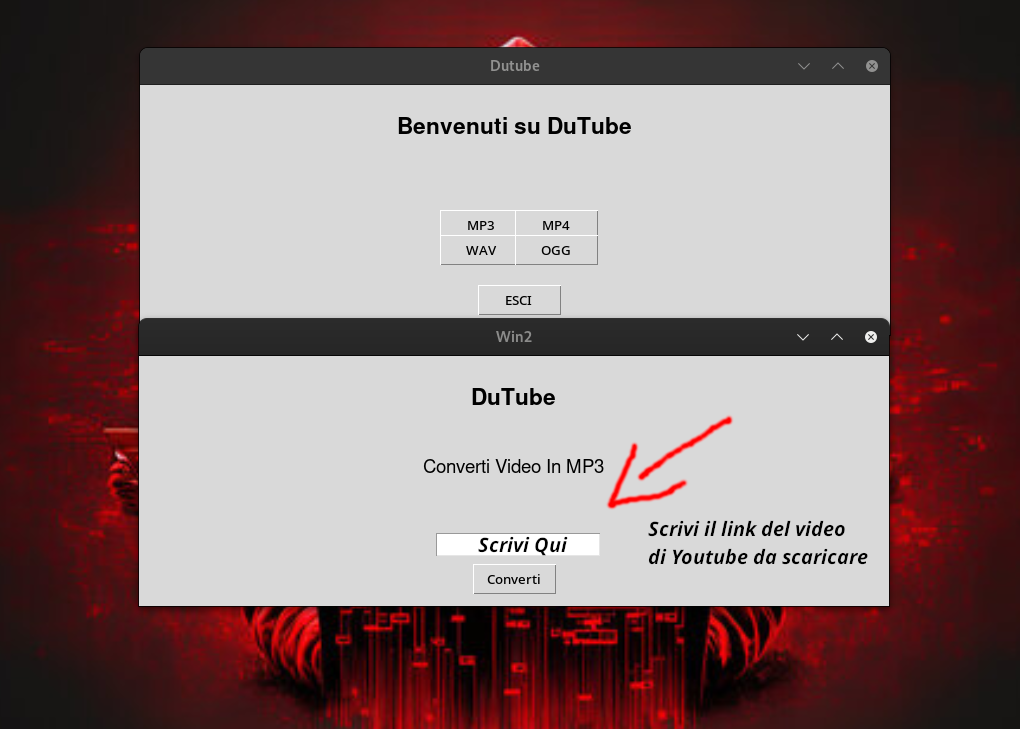 Dutube
Benvenuti su DuTube
MP3 MP4
WAV OGG
ESCI
Win2
DuTube
Converti Video In MP3
Scrivi Qui
Scrivi il link del video
di Youtube da scaricare
Converti